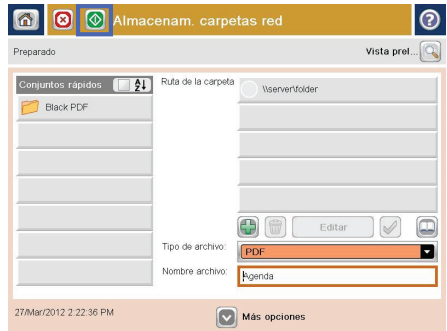 Almacenam. carpetas red
Preparado
Vista prel...
Conjuntos rápidos
Black PDF
Ruta de la carpeta
\\server\folder
Editar
Tipo de archivo:
PDF
Nombre archivo:
Agenda
27/Mar/2012 2:22:36 PM
Más opciones